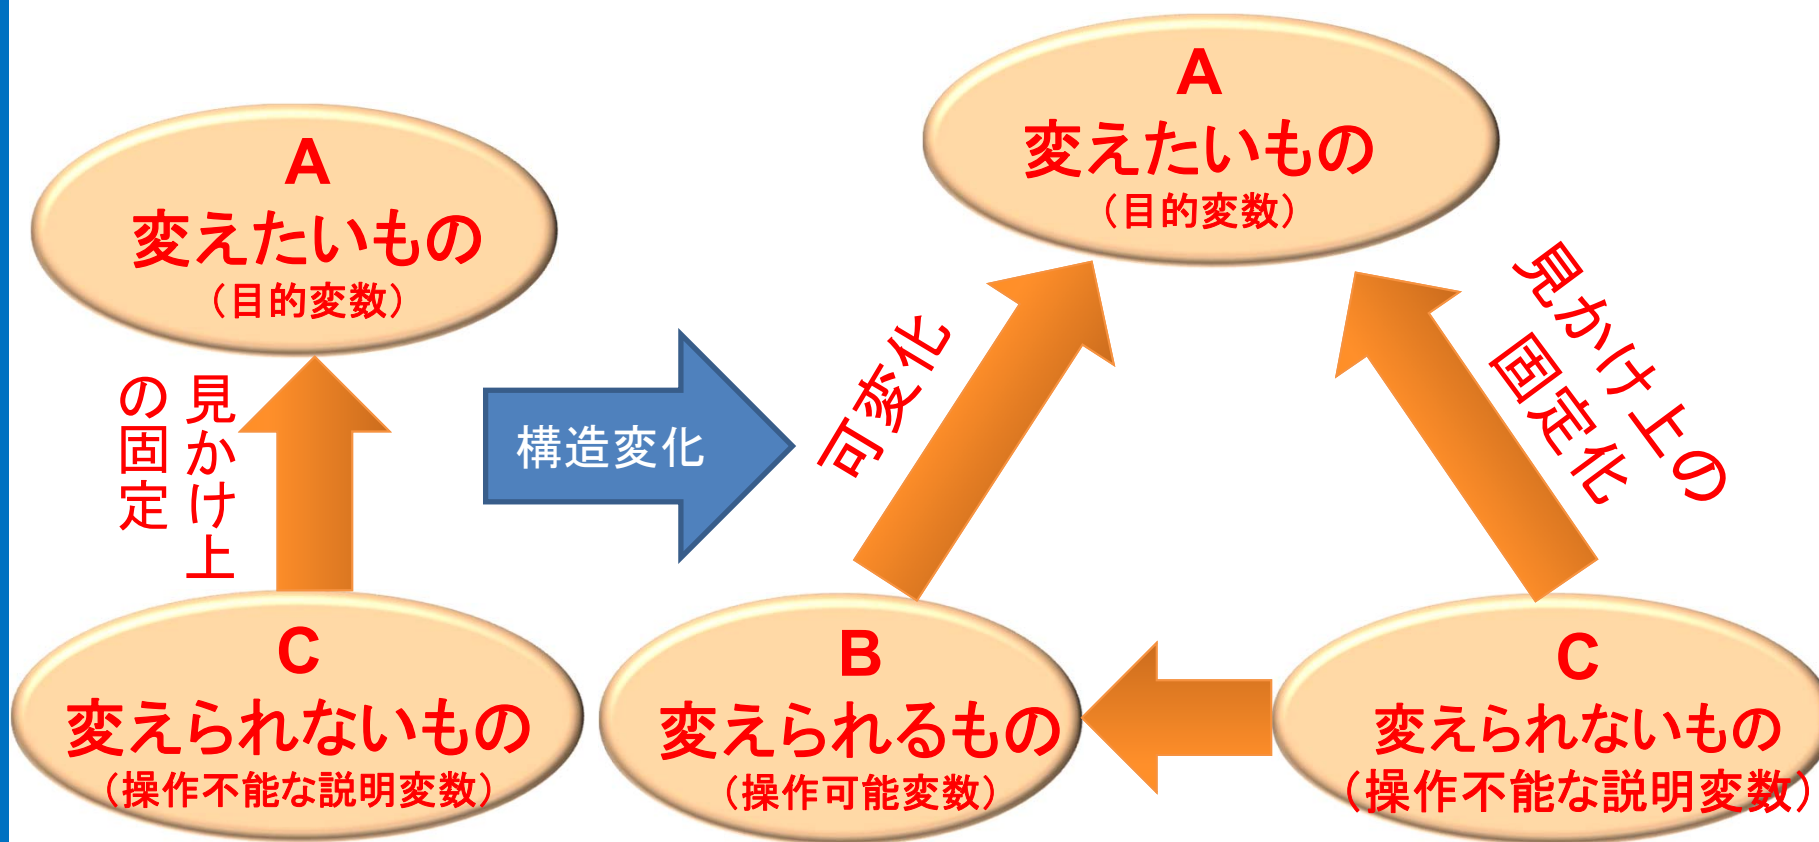 A
変えたいもの
（目的変数）
見かけ上
の固定
C
変えられないもの
（操作不能な説明変数）
構造変化
A
変えたいもの
（目的変数）
可変化
見かけ上の
固定化
B
変えられるもの
（操作可能変数）
C
変えられないもの
（操作不能な説明変数）